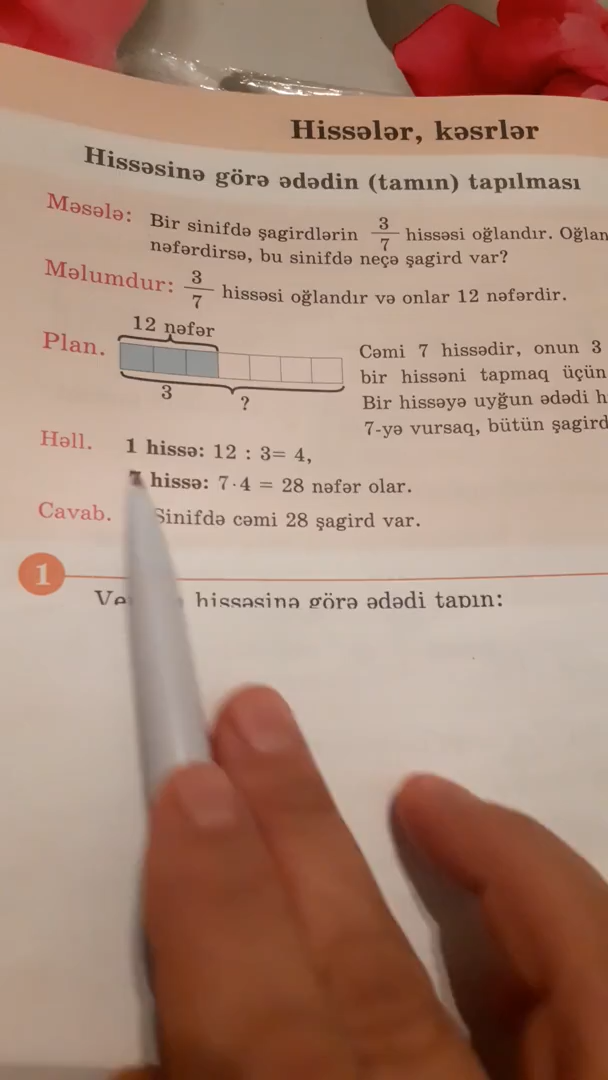 Hissələr, kəsrlər
Hissəsinə görə ədədin (tamın) tapılması
Məsələ: Bir sinifdə şagirdlərin 3/7 hissəsi oğlandır. Oğlan
nəfərdirsə, bu sinifdə neçə şagird var?
Məlumdur: 3/7 hissəsi oğlandır və onlar 12 nəfərdir.
Plan.
12 nəfər
3
?
Cəmi 7 hissədir, onun 3
bir hissəni tapmaq üçün
Bir hissəyə uyğun ədədi h
7-yə vursaq, bütün şagird
Həll. 1 hissə: 12 : 3= 4,
7 hissə: 7·4 = 28 nəfər olar.
Cavab. Sinifdə cəmi 28 şagird var.
1
hissəsinə görə ədədi tapın: